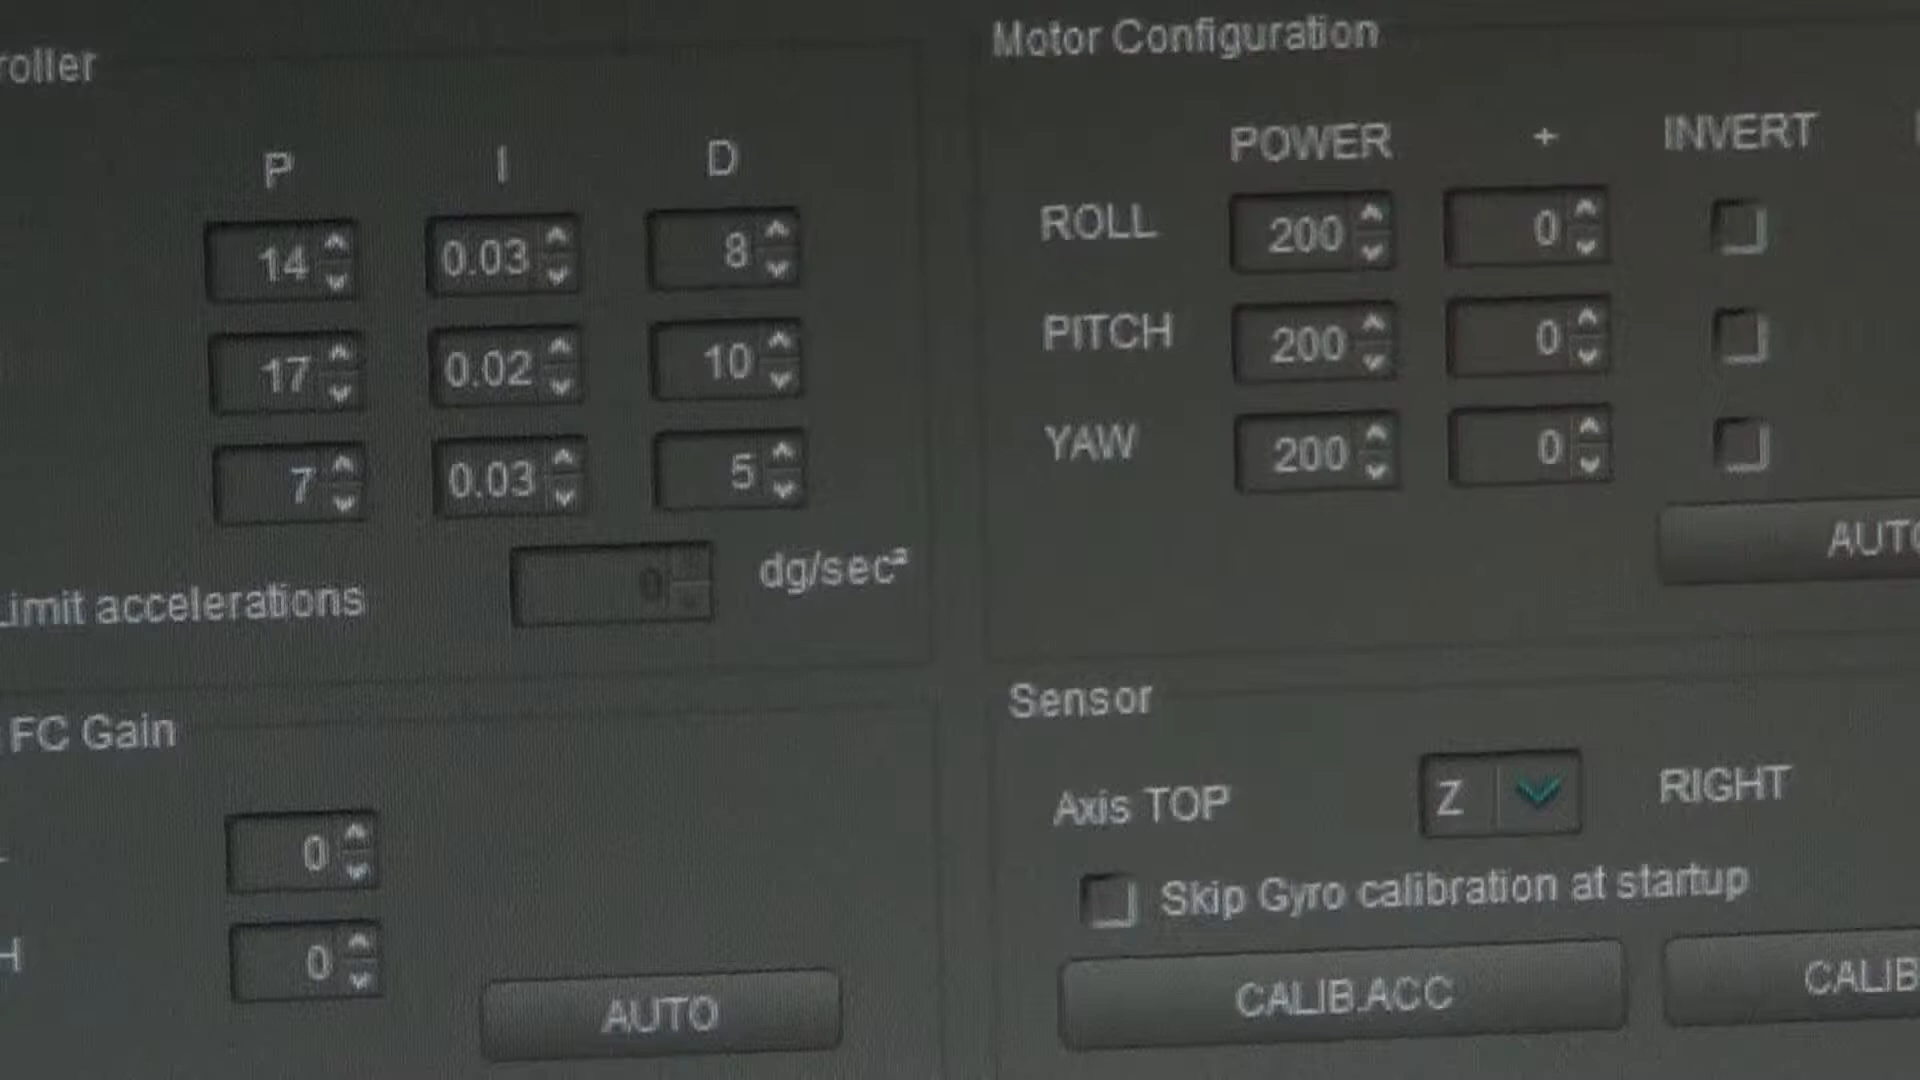 roller
P I D
14 0.03 8
17 0.02 10
7 0.03 5
Limit accelerations 0 dg/sec²
FC Gain
0
H 0
AUTO
Motor Configuration
POWER + INVERT
ROLL 200 0
PITCH 200 0
YAW 200 0
AUTO
Sensor
Axis TOP Z RIGHT
Skip Gyro calibration at startup
CALIB.ACC CALIB